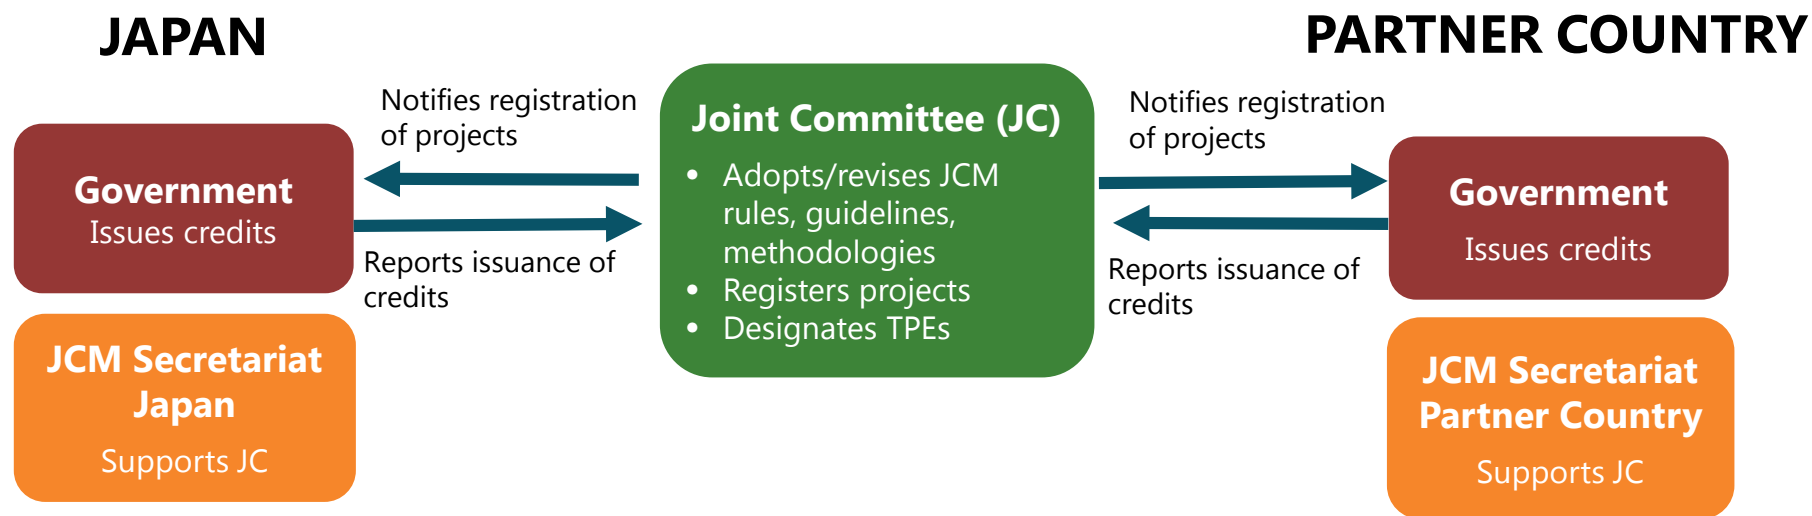 JAPAN
PARTNER COUNTRY
Notifies registration
of projects
Government
Issues credits
Reports issuance of
credits
JCM Secretariat
Japan
Supports JC
Joint Committee (JC)
• Adopts/revises JCM
rules, guidelines,
methodologies
• Registers projects
• Designates TPEs
Notifies registration
of projects
Reports issuance of
credits
Government
Issues credits
JCM Secretariat
Partner Country
Supports JC